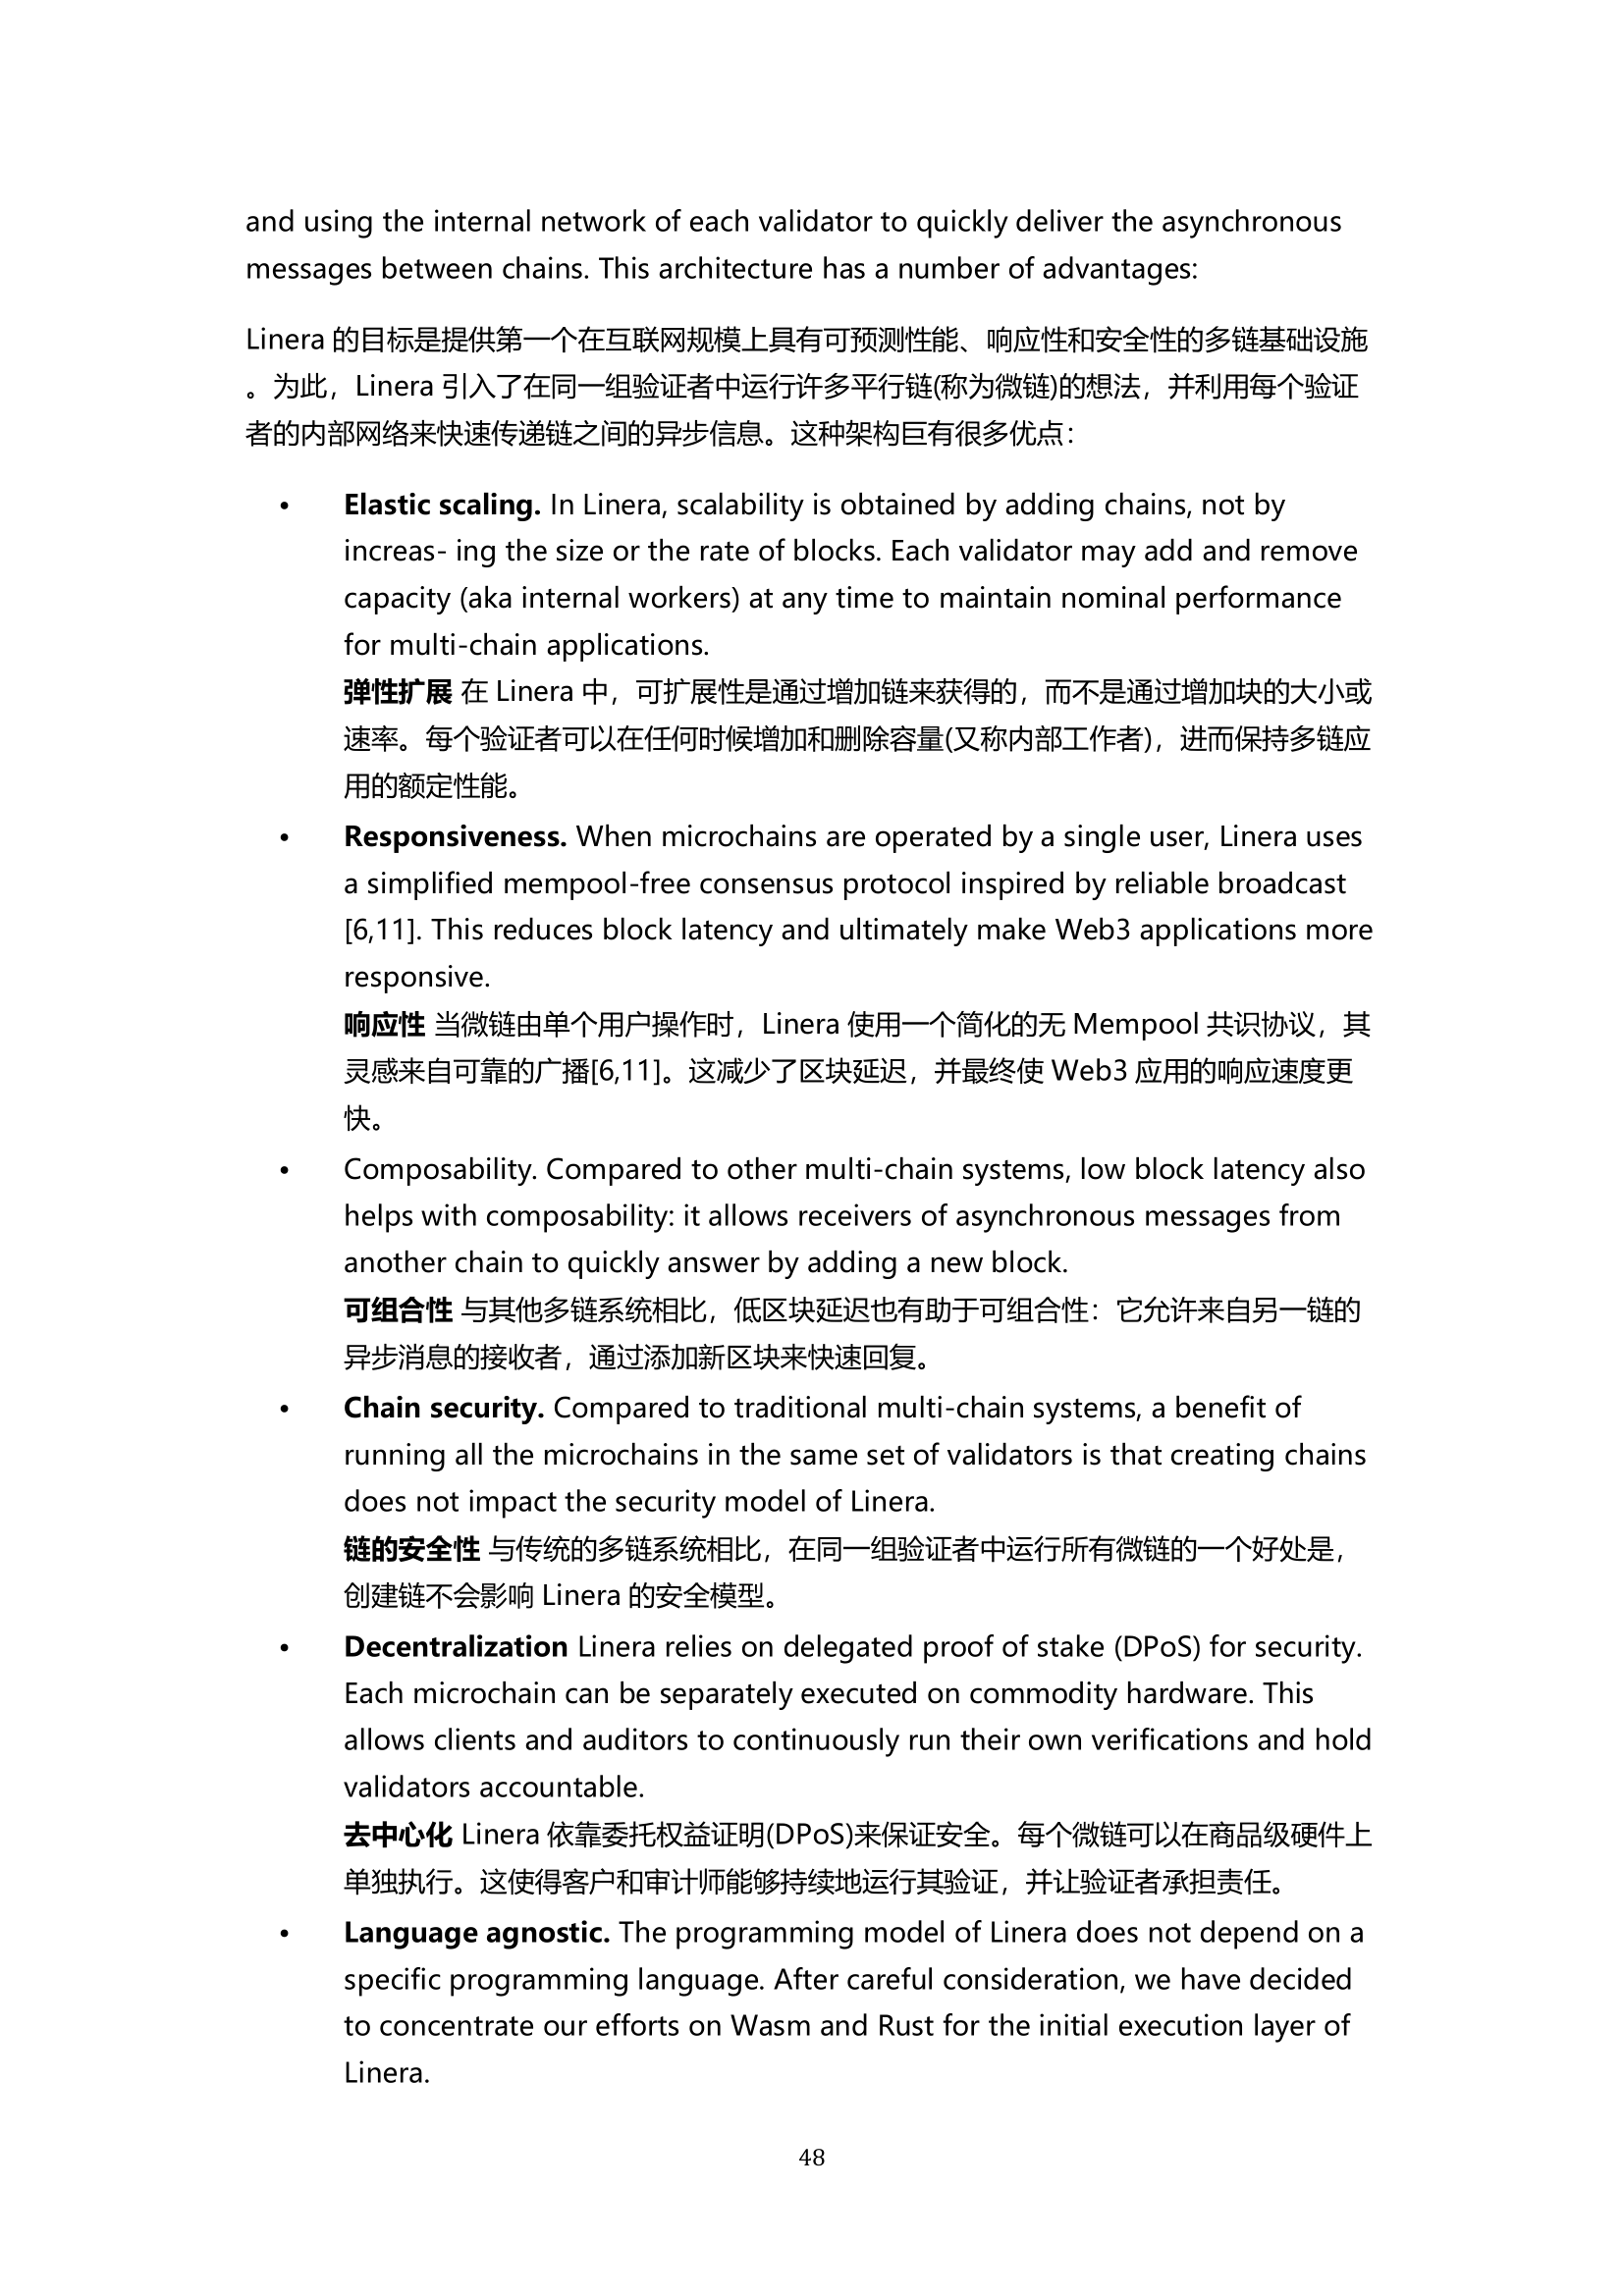 and using the internal network of each validator to quickly deliver the asynchronous
messages between chains. This architecture has a number of advantages:
Linera 的目标是提供第一个在互联网规模上具有可预测性能、响应性和安全性的多链基础设施
。为此，Linera 引入了在同一组验证者中运行许多平行链(称为微链)的想法，并利用每个验证
者的内部网络来快速传递链之间的异步信息。这种架构巨有很多优点：
• Elastic scaling. In Linera, scalability is obtained by adding chains, not by
increas- ing the size or the rate of blocks. Each validator may add and remove
capacity (aka internal workers) at any time to maintain nominal performance
for multi-chain applications.
弹性扩展 在 Linera 中，可扩展性是通过增加链来获得的，而不是通过增加块的大小或
速率。每个验证者可以在任何时候增加和删除容量(又称内部工作者)，进而保持多链应
用的额定性能。
• Responsiveness. When microchains are operated by a single user, Linera uses
a simplified mempool-free consensus protocol inspired by reliable broadcast
[6,11]. This reduces block latency and ultimately make Web3 applications more
responsive.
响应性 当微链由单个用户操作时，Linera 使用一个简化的无 Mempool 共识协议，其
灵感来自可靠的广播[6,11]。这减少了区块延迟，并最终使 Web3 应用的响应速度更
快。
• Composability. Compared to other multi-chain systems, low block latency also
helps with composability: it allows receivers of asynchronous messages from
another chain to quickly answer by adding a new block.
可组合性 与其他多链系统相比，低区块延迟也有助于可组合性：它允许来自另一链的
异步消息的接收者，通过添加新区块来快速回复。
• Chain security. Compared to traditional multi-chain systems, a benefit of
running all the microchains in the same set of validators is that creating chains
does not impact the security model of Linera.
链的安全性 与传统的多链系统相比，在同一组验证者中运行所有微链的一个好处是，
创建链不会影响 Linera 的安全模型。
• Decentralization Linera relies on delegated proof of stake (DPoS) for security.
Each microchain can be separately executed on commodity hardware. This
allows clients and auditors to continuously run their own verifications and hold
validators accountable.
去中心化 Linera 依靠委托权益证明(DPoS)来保证安全。每个微链可以在商品级硬件上
单独执行。这使得客户和审计师能够持续地运行其验证，并让验证者承担责任。
• Language agnostic. The programming model of Linera does not depend on a
specific programming language. After careful consideration, we have decided
to concentrate our efforts on Wasm and Rust for the initial execution layer of
Linera.
48